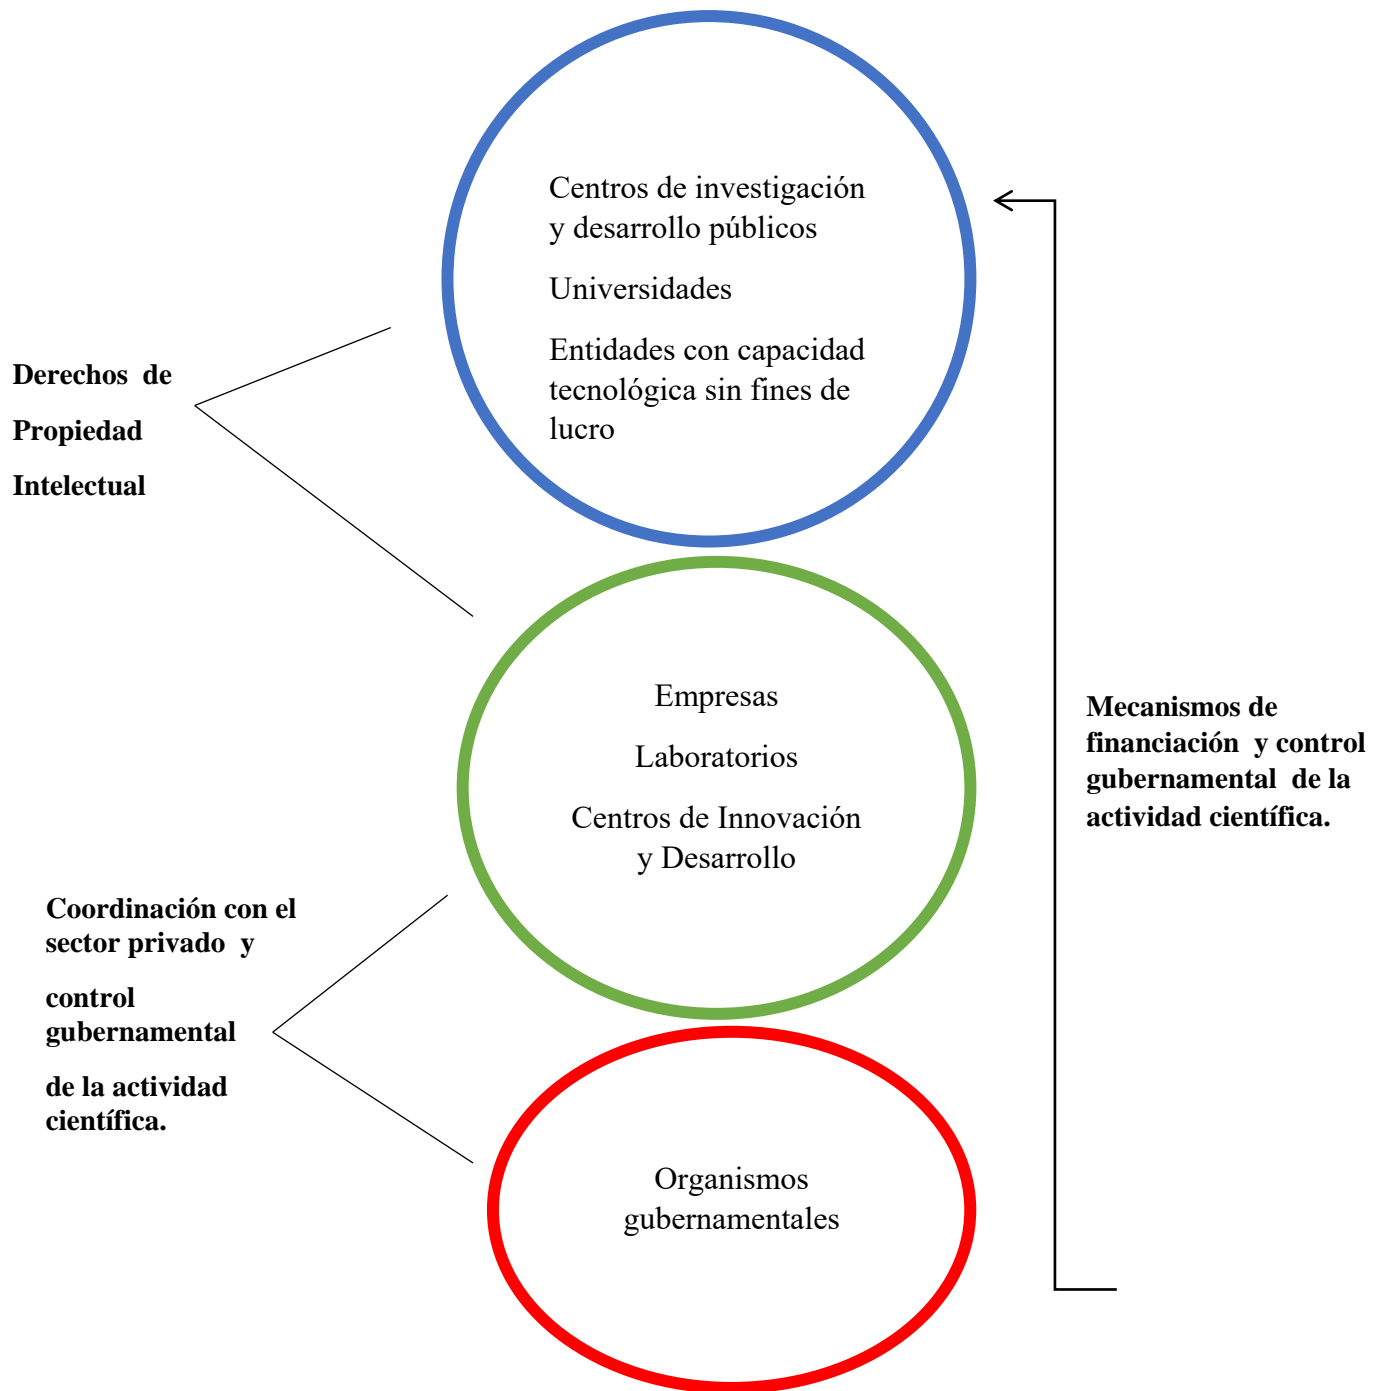 Centros de investigación
y desarrollo públicos
Universidades
Entidades con capacidad
tecnológica sin fines de
lucro
Derechos de
Propiedad
Intelectual
Empresas
Laboratorios
Centros de Innovación
y Desarrollo
Mecanismos de
financiación y control
gubernamental de la
actividad científica.
Coordinación con el
sector privado y
control
gubernamental
de la actividad
científica.
Organismos
gubernamentales